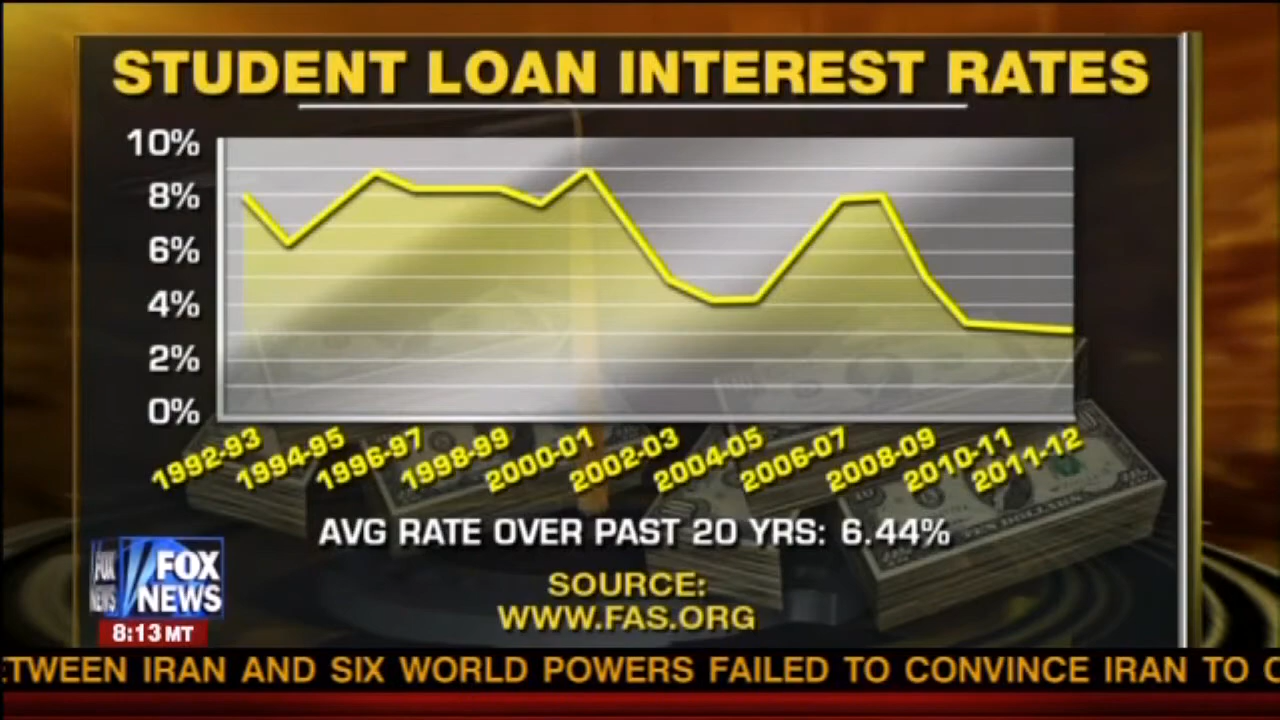 STUDENT LOAN INTEREST RATES
10%
8%
6%
4%
2%
0%
1992-93
1994-95
1996-97
1998-99
2000-01
2002-03
2004-05
2006-07
2008-09
2010-11
2011-12
AVG RATE OVER PAST 20 YRS: 6.44%
SOURCE:
WWW.FAS.ORG
FOX
NEWS
FOX
NEWS
8:13 MT
TWEEN IRAN AND SIX WORLD POWERS FAILED TO CONVINCE IRAN TO